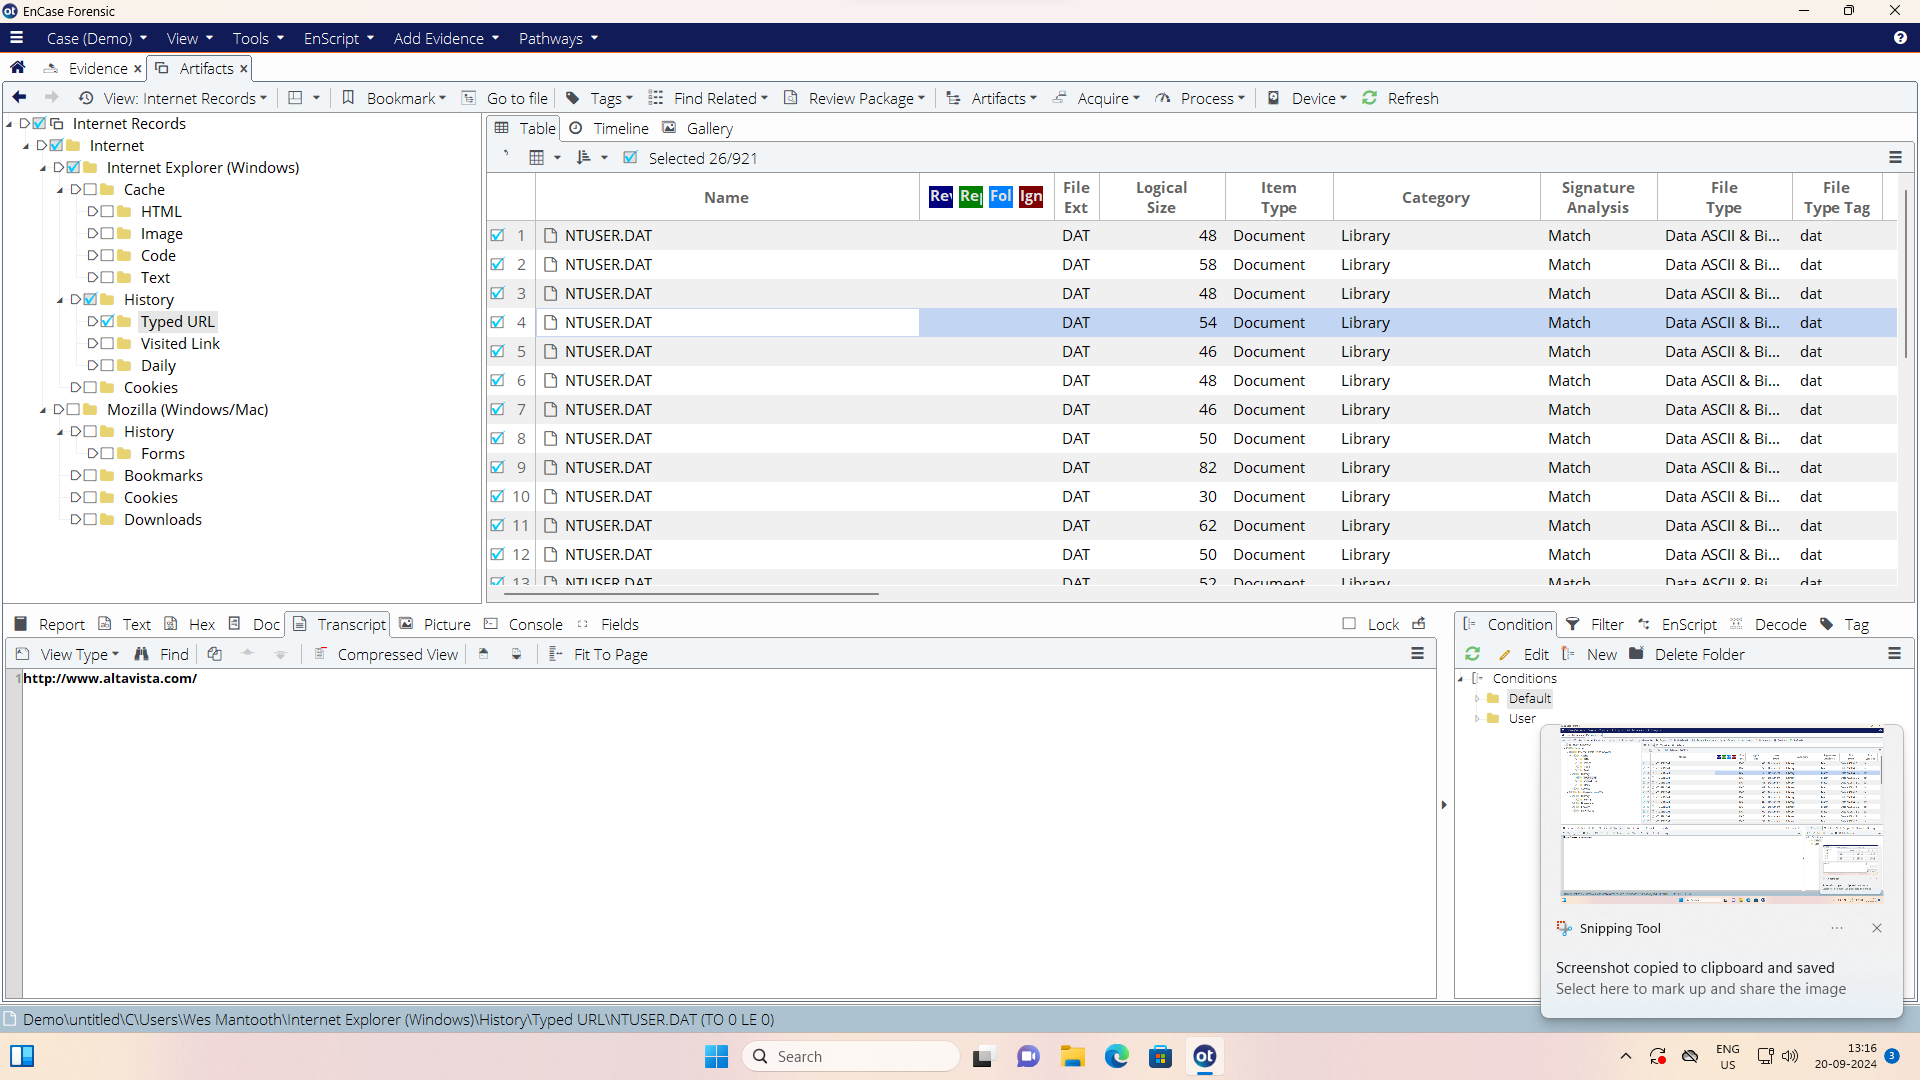 EnCase Forensic
Case (Demo) View Tools EnScript Add Evidence Pathways
Evidence Artifacts
View: Internet Records Bookmark Go to file Tags Find Related Review Package Artifacts Acquire Process Device Refresh
Internet Records
Internet
Internet Explorer (Windows)
Cache
HTML
Image
Code
Text
History
Typed URL
Visited Link
Daily
Cookies
Mozilla (Windows/Mac)
History
Forms
Bookmarks
Cookies
Downloads
Table Timeline Gallery
Selected 26/921
Name Rev Rep Fol Ign File Ext Logical Size Item Type Category Signature Analysis File Type File Type Tag
1 NTUSER.DAT DAT 48 Document Library Match Data ASCII & Bi... dat
2 NTUSER.DAT DAT 58 Document Library Match Data ASCII & Bi... dat
3 NTUSER.DAT DAT 48 Document Library Match Data ASCII & Bi... dat
4 NTUSER.DAT DAT 54 Document Library Match Data ASCII & Bi... dat
5 NTUSER.DAT DAT 46 Document Library Match Data ASCII & Bi... dat
6 NTUSER.DAT DAT 48 Document Library Match Data ASCII & Bi... dat
7 NTUSER.DAT DAT 46 Document Library Match Data ASCII & Bi... dat
8 NTUSER.DAT DAT 50 Document Library Match Data ASCII & Bi... dat
9 NTUSER.DAT DAT 82 Document Library Match Data ASCII & Bi... dat
10 NTUSER.DAT DAT 30 Document Library Match Data ASCII & Bi... dat
11 NTUSER.DAT DAT 62 Document Library Match Data ASCII & Bi... dat
12 NTUSER.DAT DAT 50 Document Library Match Data ASCII & Bi... dat
13 NTUSER.DAT DAT 52 Document Library Match Data ASCII & Bi... dat
Report Text Hex Doc Transcript Picture Console Fields Lock
View Type Find Compressed View Fit To Page
1 http://www.altavista.com/
Condition Filter EnScript Decode Tag
Edit New Delete Folder
Conditions
Default
User
Snipping Tool
Screenshot copied to clipboard and saved
Select here to mark up and share the image
Demo\untitled\C\Users\Wes Mantooth\Internet Explorer (Windows)\History\Typed URL\NTUSER.DAT (TO 0 LE 0)
Search
ot
ENG
US
13:16
20-09-2024
3